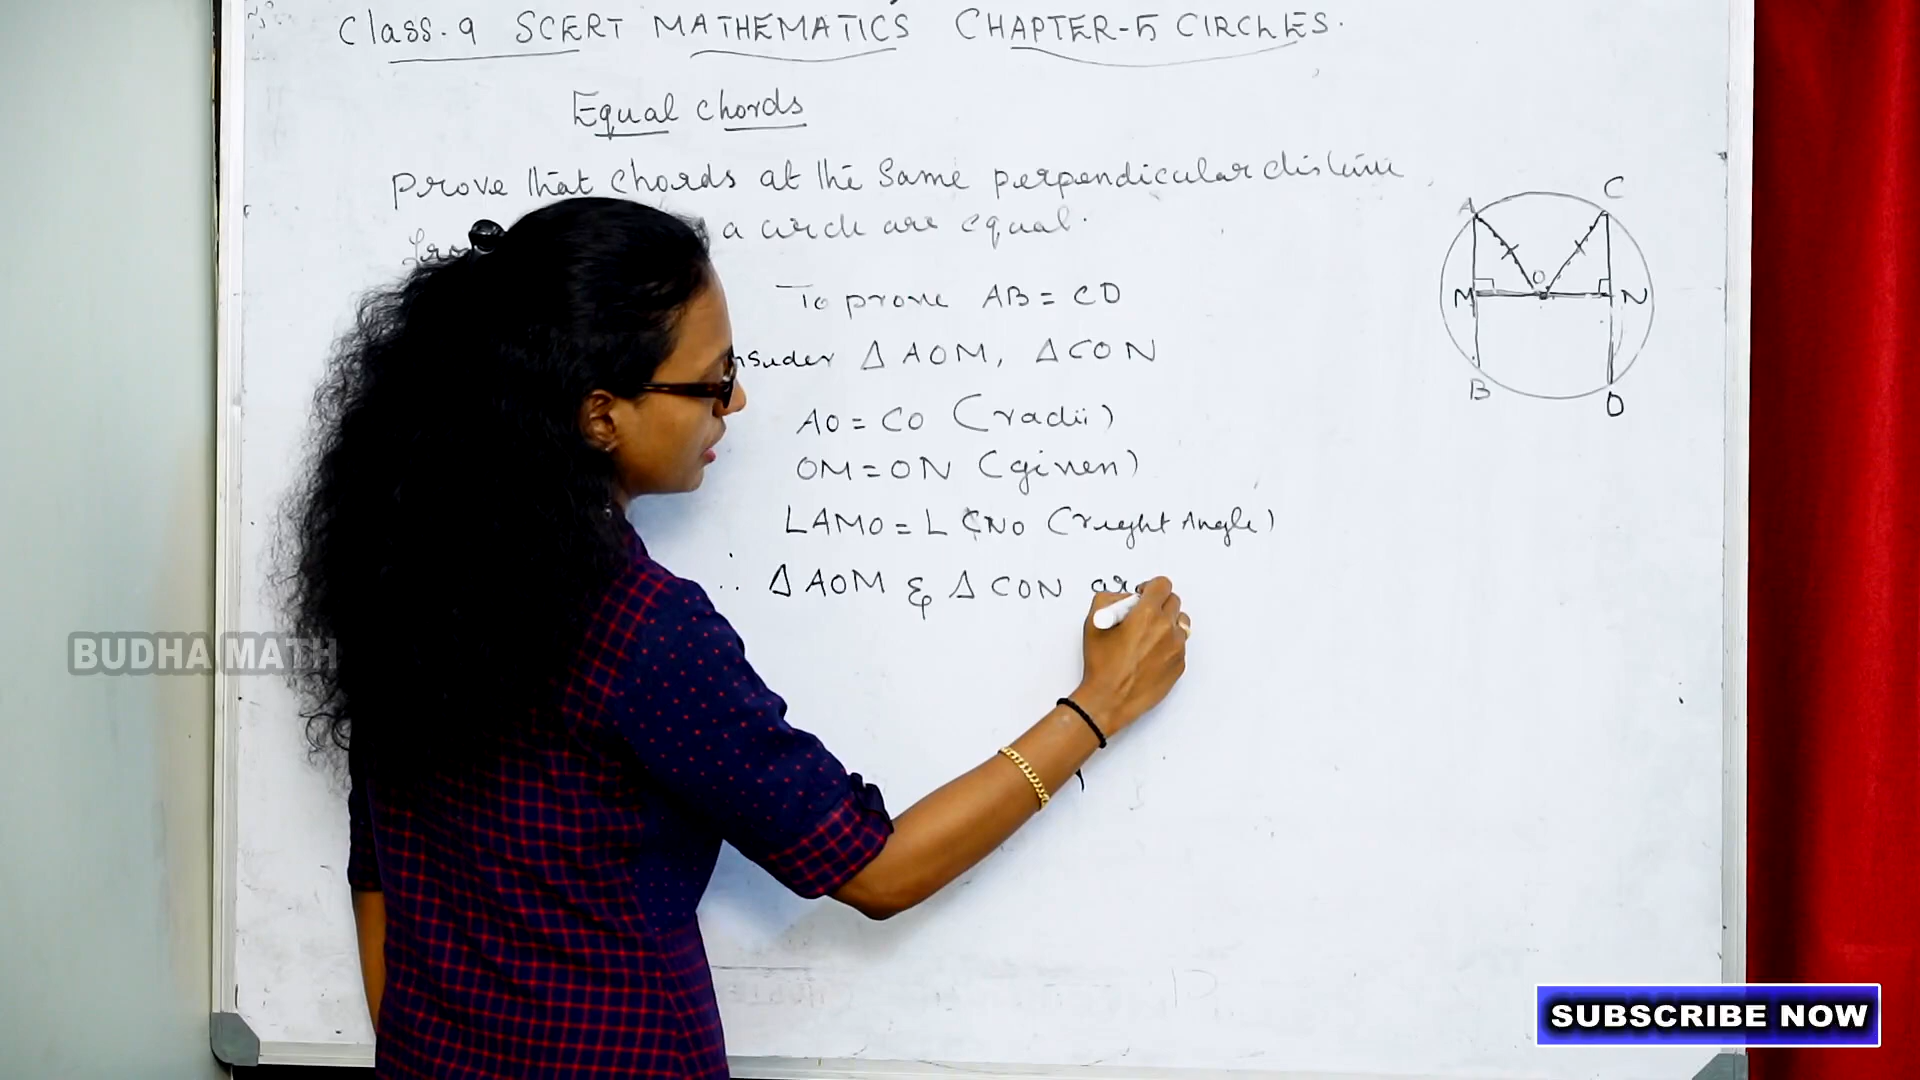 Class. 9 SCERT MATHEMATICS CHAPTER-5 CIRCLES.
Equal chords
Prove that chords at the same perpendicular distance
a circle are equal.
To prove AB = CD
Consider Δ AOM, Δ CON
AO = CO (radii)
OM = ON (given)
∠AMO = ∠CNO (right Angle)
∴ Δ AOM & Δ CON are
A
C
O
M
N
B
D
BUDHA MATH
SUBSCRIBE NOW